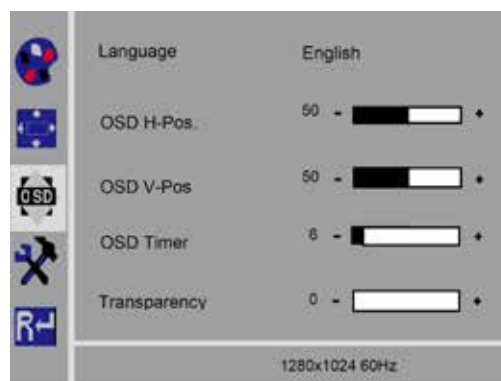 Language English
OSD H-Pos. 50 - +
OSD V-Pos 50 - +
OSD
OSD Timer 6 - +
Transparency 0 - +
R
1280x1024 60Hz